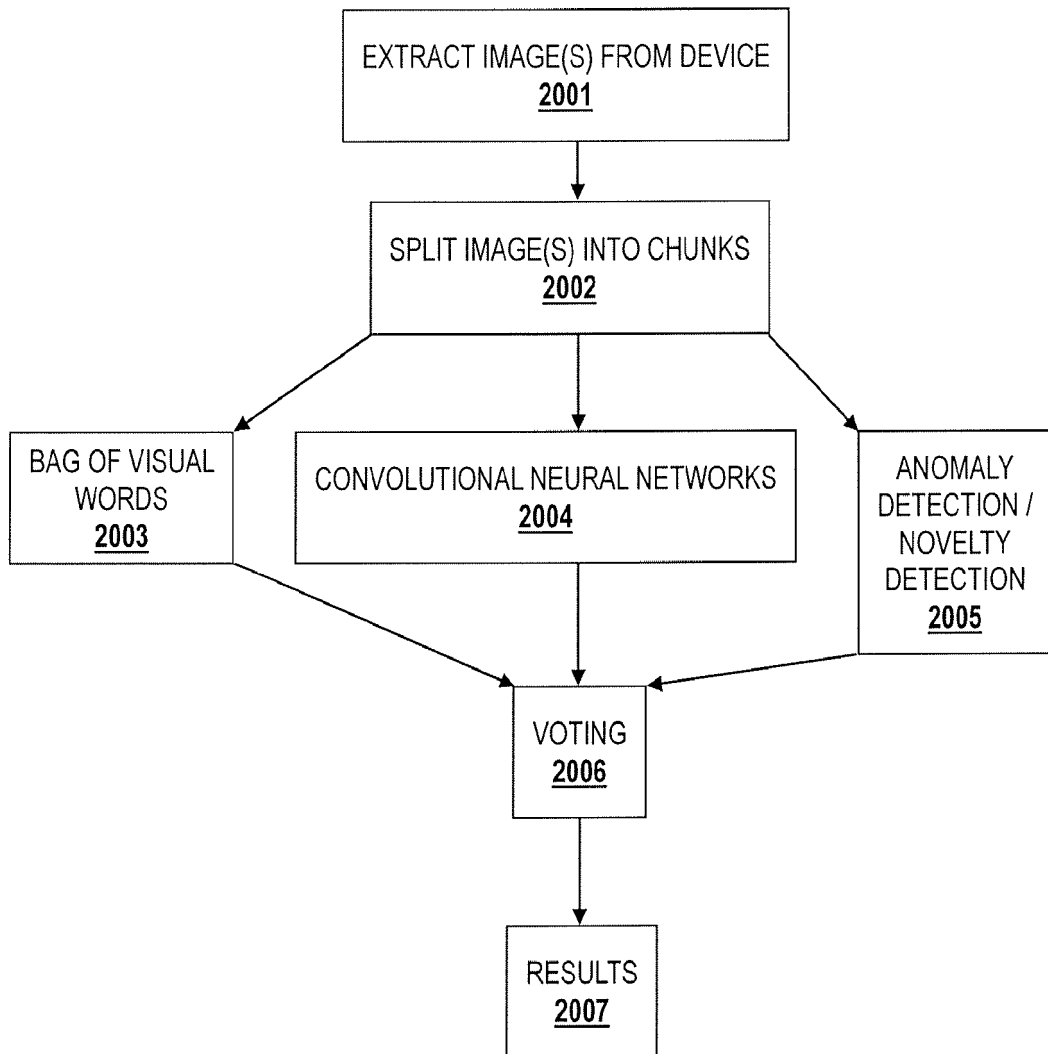 EXTRACT IMAGE(S) FROM DEVICE
2001
SPLIT IMAGE(S) INTO CHUNKS
2002
BAG OF VISUAL
WORDS
2003
CONVOLUTIONAL NEURAL NETWORKS
2004
ANOMALY
DETECTION /
NOVELTY
DETECTION
2005
VOTING
2006
RESULTS
2007